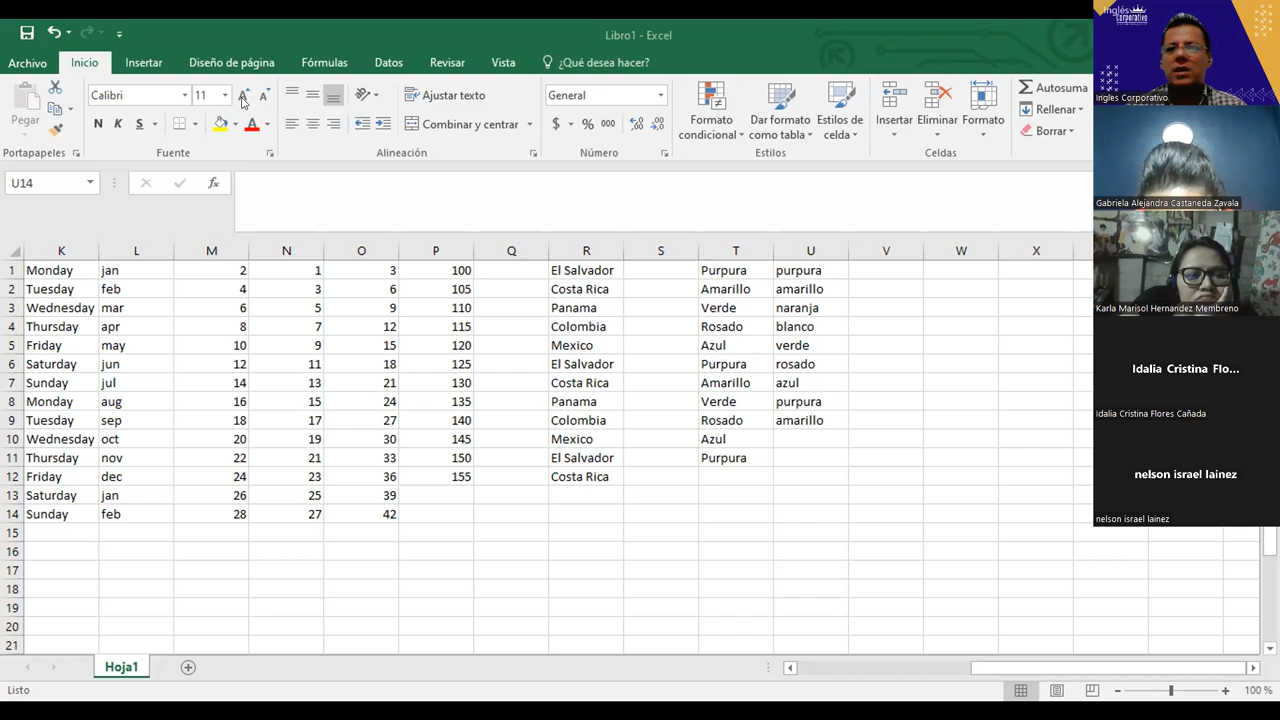 Libro1 - Excel
Archivo Inicio Insertar Diseño de página Fórmulas Datos Revisar Vista ¿Qué desea hacer?
Pegar
Calibri 11
N K S
Ajustar texto
Combinar y centrar
General
$ % 000
Formato condicional
Dar formato como tabla
Estilos de celda
Insertar Eliminar Formato
Autosuma
Rellenar
Borrar
Portapapeles Fuente Alineación Número Estilos Celdas
U14 fx
K L M N O P Q R S T U V W X
1 Monday jan 2 1 3 100 El Salvador Purpura purpura
2 Tuesday feb 4 3 6 105 Costa Rica Amarillo amarillo
3 Wednesday mar 6 5 9 110 Panama Verde naranja
4 Thursday apr 8 7 12 115 Colombia Rosado blanco
5 Friday may 10 9 15 120 Mexico Azul verde
6 Saturday jun 12 11 18 125 El Salvador Purpura rosado
7 Sunday jul 14 13 21 130 Costa Rica Amarillo azul
8 Monday aug 16 15 24 135 Panama Verde purpura
9 Tuesday sep 18 17 27 140 Colombia Rosado amarillo
10 Wednesday oct 20 19 30 145 Mexico Azul
11 Thursday nov 22 21 33 150 El Salvador Purpura
12 Friday dec 24 23 36 155 Costa Rica
13 Saturday jan 26 25 39
14 Sunday feb 28 27 42
15
16
17
18
19
20
21
Hoja1
Listo
100 %
Inglés Corporativo
Ingles Corporativo
Gabriela Alejandra Castaneda Zavala
Karla Marisol Hernandez Membreno
Idalia Cristina Flo...
Idalia Cristina Flores Cañada
nelson israel lainez
nelson israel lainez